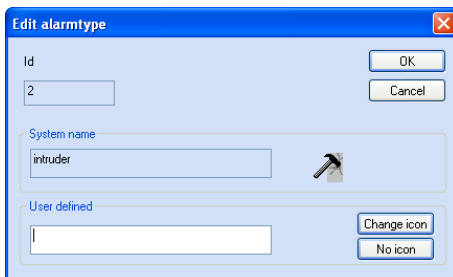 Edit alarmtype
Id
OK
2
Cancel
System name
intruder
User defined
Change icon
No icon